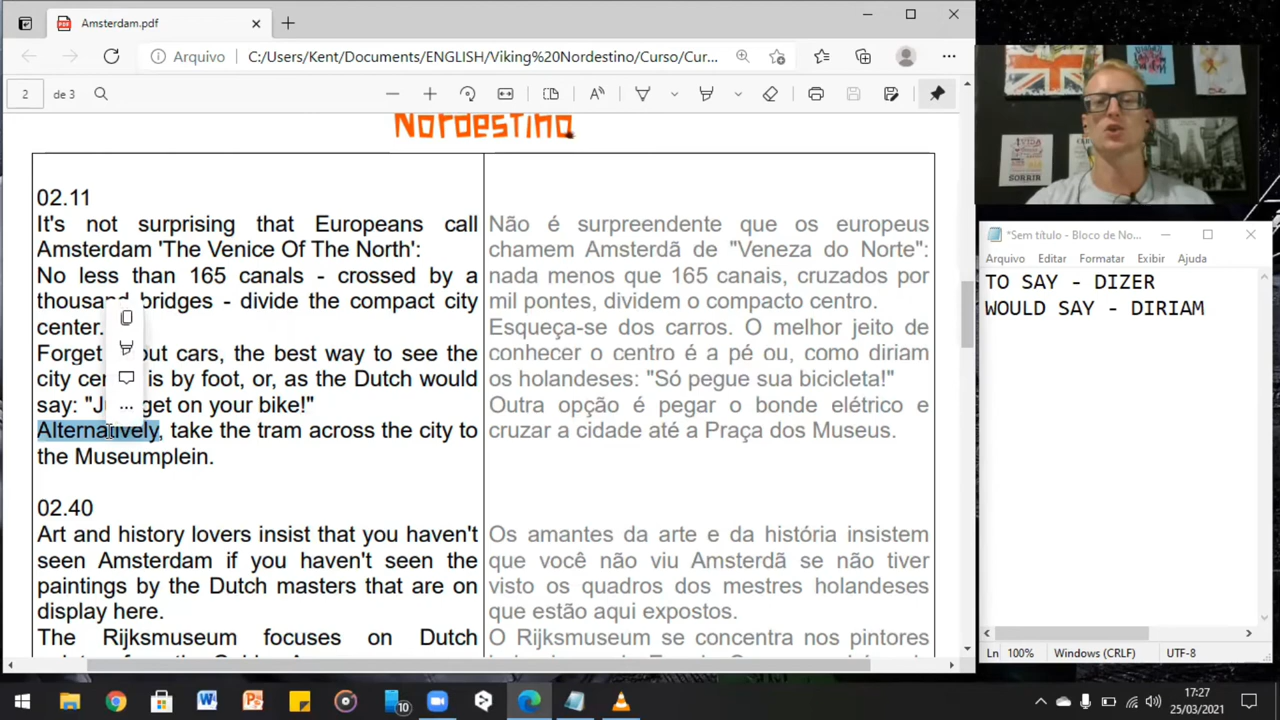 Amsterdam.pdf
Arquivo
C:/Users/Kent/Documents/ENGLISH/Viking%20Nordestino/Curso/Cur...
2 de 3
Nordestino
02.11
It's not surprising that Europeans call
Amsterdam 'The Venice Of The North':
No less than 165 canals - crossed by a
thousand bridges - divide the compact city
center.
Forget out cars, the best way to see the
city cen is by foot, or, as the Dutch would
say: "Ju get on your bike!"
Alternatively, take the tram across the city to
the Museumplein.
02.40
Art and history lovers insist that you haven't
seen Amsterdam if you haven't seen the
paintings by the Dutch masters that are on
display here.
The Rijksmuseum focuses on Dutch
Não é surpreendente que os europeus
chamem Amsterdã de "Veneza do Norte":
nada menos que 165 canais, cruzados por
mil pontes, dividem o compacto centro.
Esqueça-se dos carros. O melhor jeito de
conhecer o centro é a pé ou, como diriam
os holandeses: "Só pegue sua bicicleta!"
Outra opção é pegar o bonde elétrico e
cruzar a cidade até a Praça dos Museus.
Os amantes da arte e da história insistem
que você não viu Amsterdã se não tiver
visto os quadros dos mestres holandeses
que estão aqui expostos.
O Rijksmuseum se concentra nos pintores
SORRIR
*Sem título - Bloco de No...
Arquivo Editar Formatar Exibir Ajuda
TO SAY - DIZER
WOULD SAY - DIRIAM
Ln 100% Windows (CRLF) UTF-8
10
17:27
25/03/2021